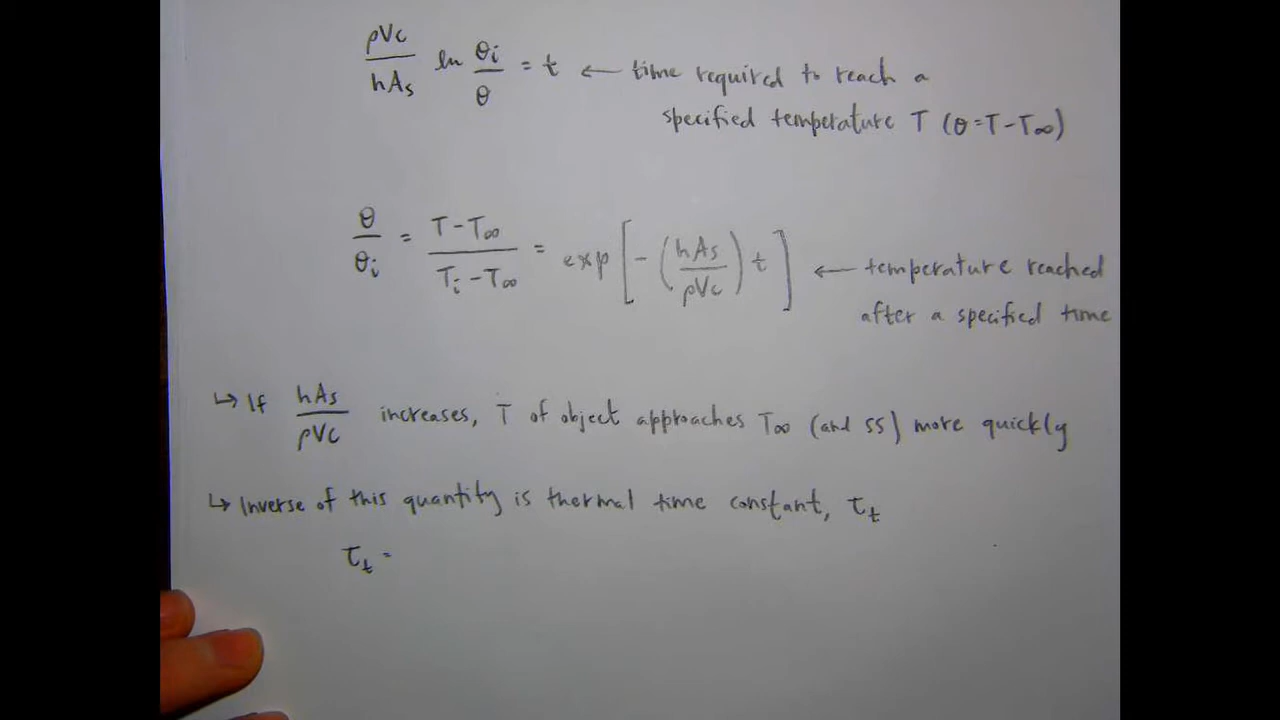 ρVc/hAs ln θi/θ = t ← time required to reach a
specified temperature T (θ=T-T∞)
θ/θi = T-T∞/Ti-T∞ = exp[-(hAs/ρVc)t] ← temperature reached
after a specified time
↳ If hAs/ρVc increases, T of object approaches T∞ (and ss) more quickly
↳ Inverse of this quantity is thermal time constant, τt
τt =